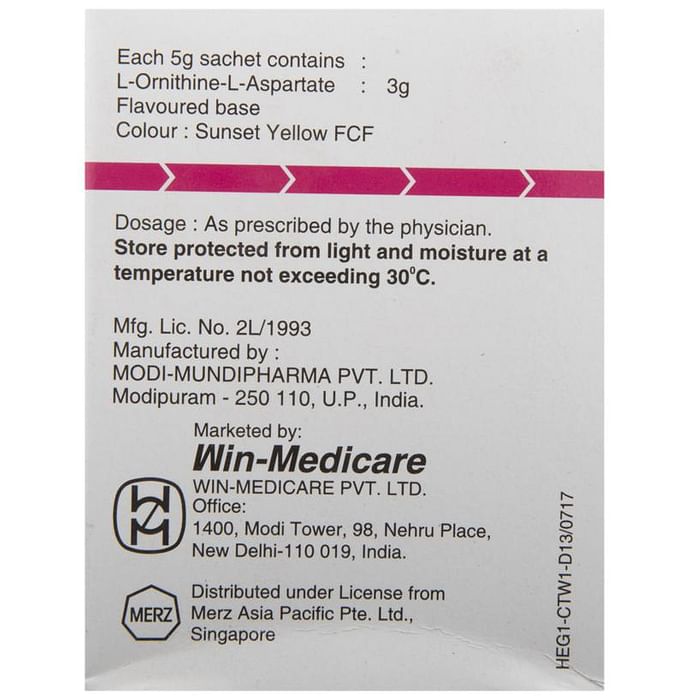 Each 5g sachet contains :
L-Ornithine-L-Aspartate : 3g
Flavoured base
Colour : Sunset Yellow FCF
Dosage : As prescribed by the physician.
Store protected from light and moisture at a
temperature not exceeding 30⁰C.
Mfg. Lic. No. 2L/1993
Manufactured by :
MODI-MUNDIPHARMA PVT. LTD.
Modipuram - 250 110, U.P., India.
Marketed by:
Win-Medicare
WIN-MEDICARE PVT. LTD.
Office:
1400, Modi Tower, 98, Nehru Place,
New Delhi-110 019, India.
MERZ
Distributed under License from
Merz Asia Pacific Pte. Ltd.,
Singapore
HEG1-CTW1-D13/0717